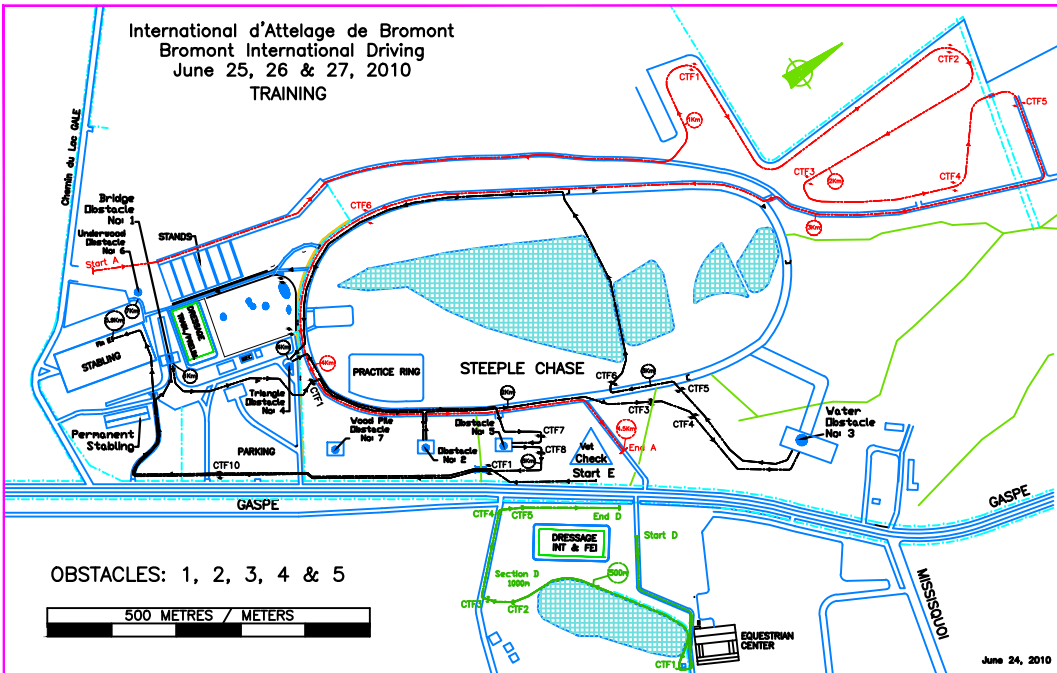 International d'Attelage de Bromont
Bromont International Driving
June 25, 26 & 27, 2010
TRAINING
Chemin du Lac GALE
Bridge
Obstacle
No: 1
Underwood
Obstacle
No: 6
STANDS
Start A
CTF6
CTF1
1Km
CTF2
CTF5
CTF3
2Km
CTF4
3Km
STABLING
7Km
DRESSAGE
Permanent
Stabling
Triangle
Obstacle
No: 4
4Km
CTF1
PRACTICE RING
STEEPLE CHASE
CTF6
CTF5
CTF3
CTF4
Water
Obstacle
No: 3
PARKING
Wood Pile
Obstacle
No: 7
Obstacle
No: 2
Obstacle
No: 5
CTF7
CTF8
CTF1
CTF10
Vet
Check
Start E
4.5Km
End A
GASPE
GASPE
MISSISQUOI
CTF4
CTF5
End D
Start D
DRESSAGE
INT & FEI
Section D
1000m
500m
CTF3
CTF2
CTF1
EQUESTRIAN
CENTER
OBSTACLES: 1, 2, 3, 4 & 5
500 METRES / METERS
June 24, 2010